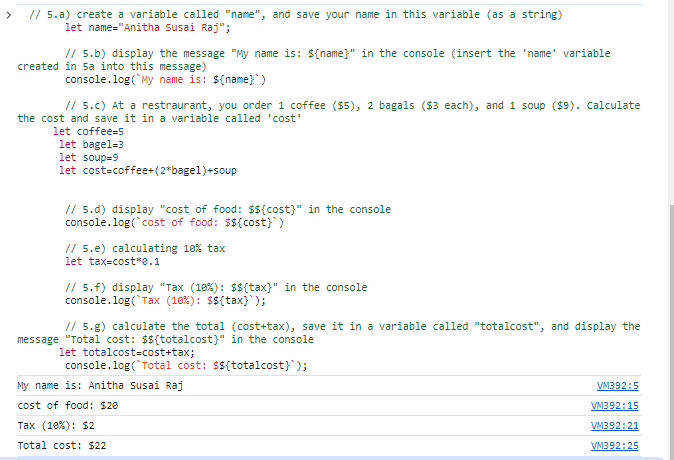 // 5.a) create a variable called "name", and save your name in this variable (as a string)
let name="Anitha Susai Raj";
// 5.b) display the message "My name is: ${name}" in the console (insert the 'name' variable
created in 5a into this message)
console.log(`My name is: ${name}`)
// 5.c) At a restraurant, you order 1 coffee ($5), 2 bagals ($3 each), and 1 soup ($9). Calculate
the cost and save it in a variable called 'cost'
let coffee=5
let bagel=3
let soup=9
let cost=coffee+(2*bagel)+soup
// 5.d) display "cost of food: $${cost}" in the console
console.log(`cost of food: $${cost}`)
// 5.e) calculating 10% tax
let tax=cost*0.1
// 5.f) display "Tax (10%): $${tax}" in the console
console.log(`Tax (10%): $${tax}`);
// 5.g) calculate the total (cost+tax), save it in a variable called "totalcost", and display the
message "Total cost: $${totalcost}" in the console
let totalcost=cost+tax;
console.log(`Total cost: $${totalcost}`);
My name is: Anitha Susai Raj VM392:5
cost of food: $20 VM392:15
Tax (10%): $2 VM392:21
Total cost: $22 VM392:25